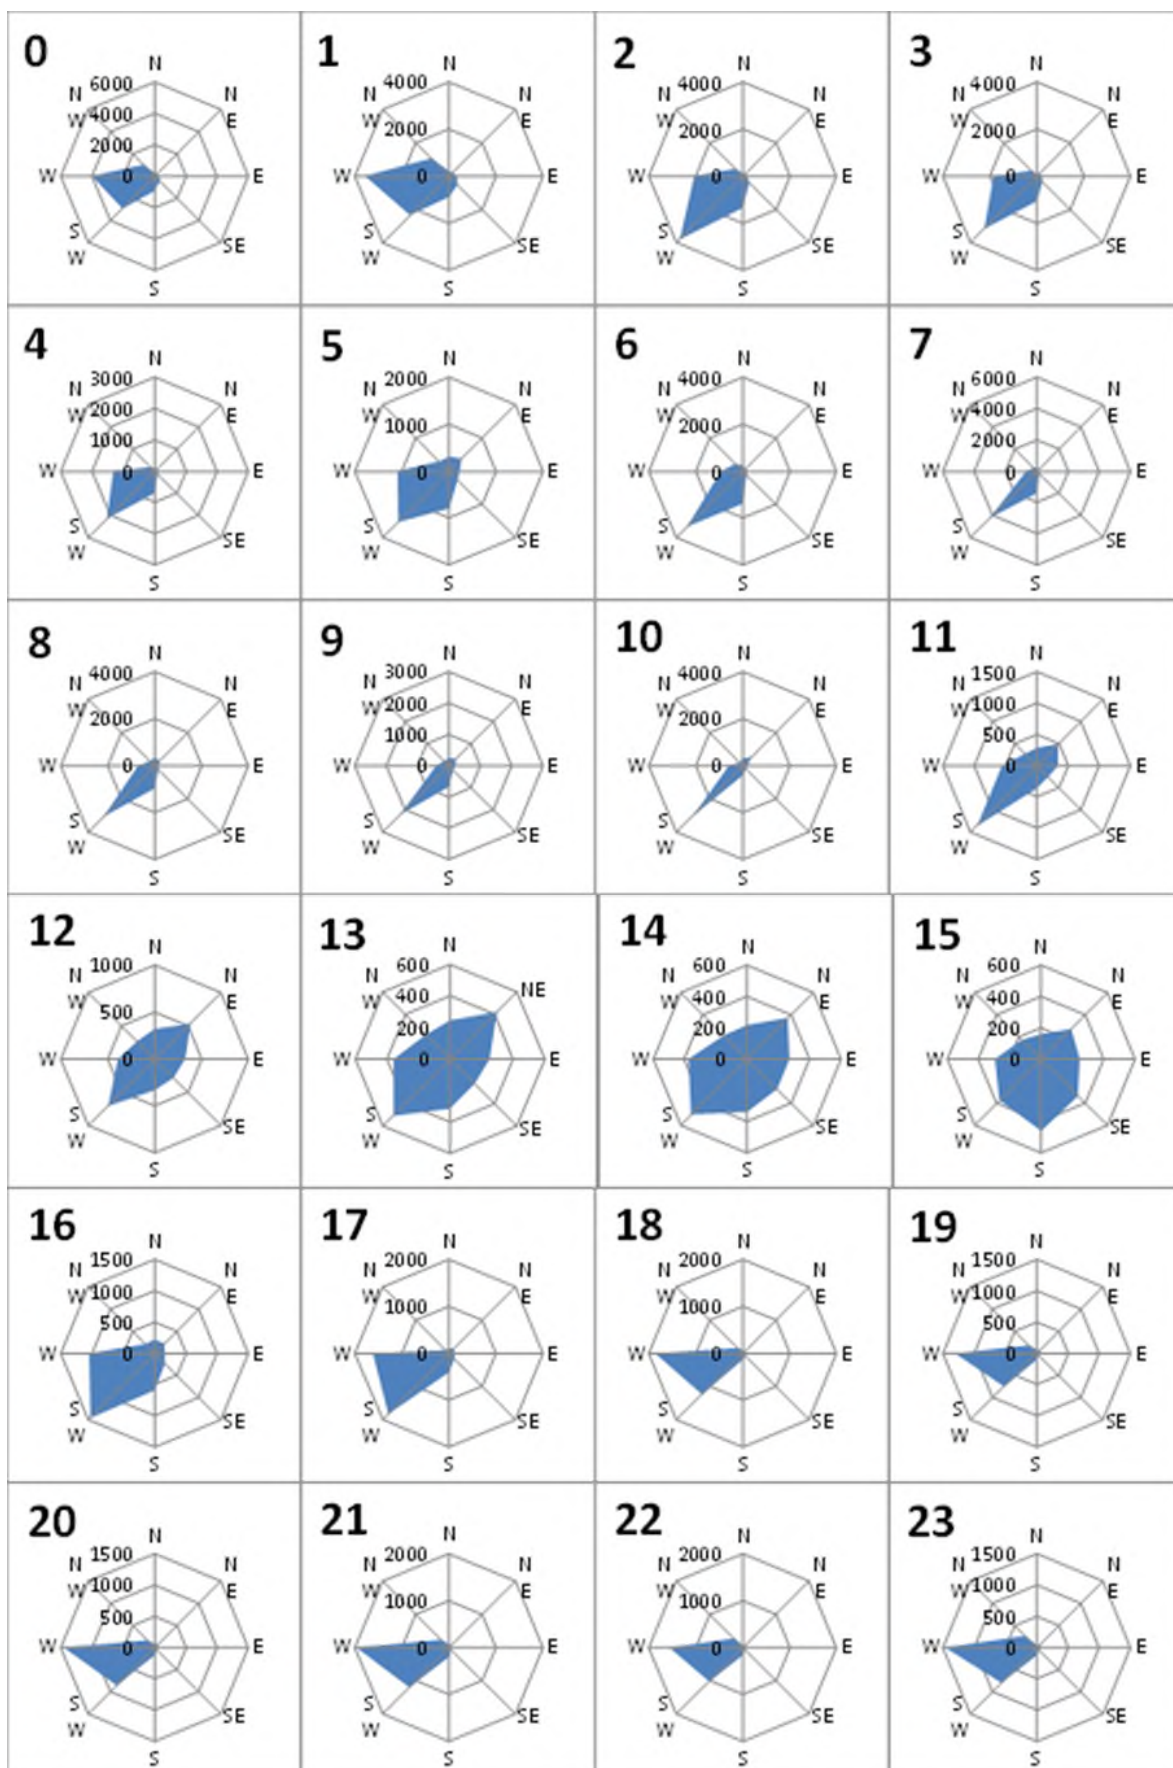 0
N
6000
N N
W 4000 E
2000
W 0 E
S SE
W
S
1
N
4000
N N
W E
2000
W 0 E
S SE
W
S
2
N
4000
N N
W E
2000
W 0 E
S SE
W
S
3
N
4000
N N
W E
2000
W 0 E
S SE
W
S
4
N
3000
N N
W 2000 E
1000
W 0 E
S SE
W
S
5
N
2000
N N
W E
1000
W 0 E
S SE
W
S
6
N
4000
N N
W E
2000
W 0 E
S SE
W
S
7
N
6000
N N
W 4000 E
2000
W 0 E
S SE
W
S
8
N
4000
N N
W E
2000
W 0 E
S SE
W
S
9
N
3000
N N
W 2000 E
1000
W 0 E
S SE
W
S
10
N
4000
N N
W E
2000
W 0 E
S SE
W
S
11
N
1500
N N
W 1000 E
500
W 0 E
S SE
W
S
12
N
1000
N N
W E
500
W 0 E
S SE
W
S
13
N
600
N NE
W 400
200
W 0 E
S SE
W
S
14
N
600
N N
W 400 E
200
W 0 E
S SE
W
S
15
N
600
N N
W 400 E
200
W 0 E
S SE
W
S
16
N
1500
N N
W 1000 E
500
W 0 E
S SE
W
S
17
N
2000
N N
W E
1000
W 0 E
S SE
W
S
18
N
2000
N N
W E
1000
W 0 E
S SE
W
S
19
N
1500
N N
W 1000 E
500
W 0 E
S SE
W
S
20
N
1500
N N
W 1000 E
500
W 0 E
S SE
W
S
21
N
2000
N N
W E
1000
W 0 E
S SE
W
S
22
N
2000
N N
W E
1000
W 0 E
S SE
W
S
23
N
1500
N N
W 1000 E
500
W 0 E
S SE
W
S